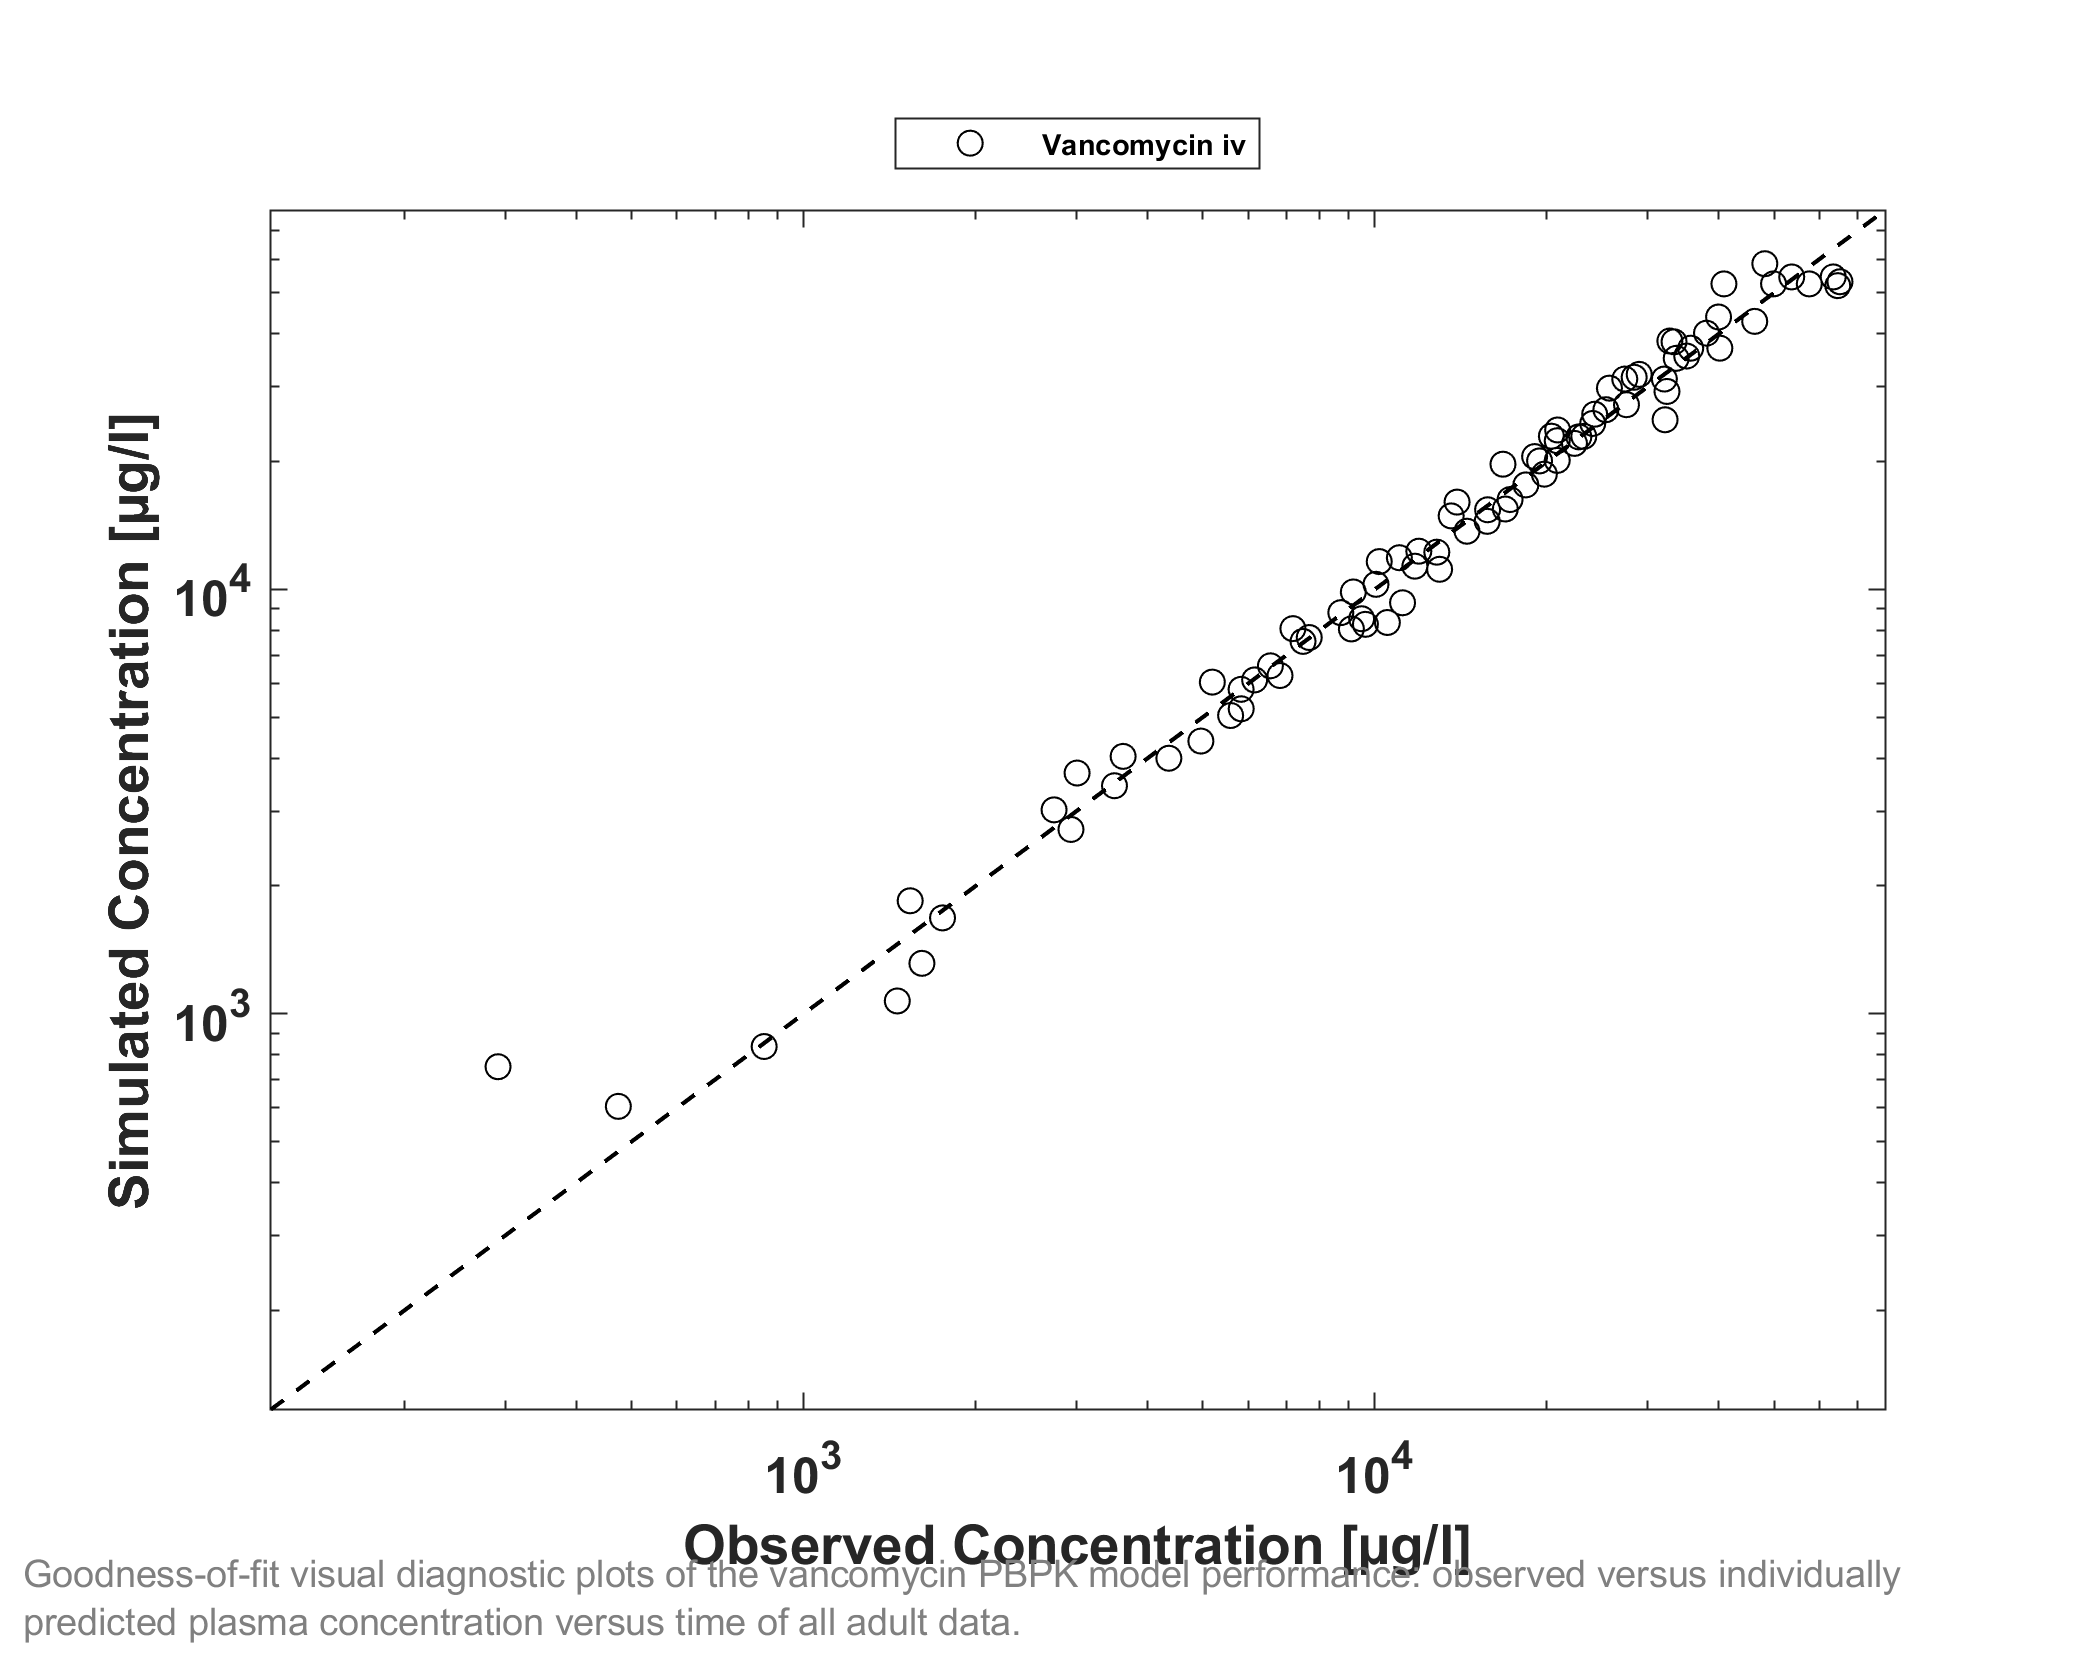 Vancomycin iv
Simulated Concentration [µg/l]
10^4
10^3
10^3 10^4
Observed Concentration [µg/l]
Goodness-of-fit visual diagnostic plots of the vancomycin PBPK model performance. observed versus individually
predicted plasma concentration versus time of all adult data.